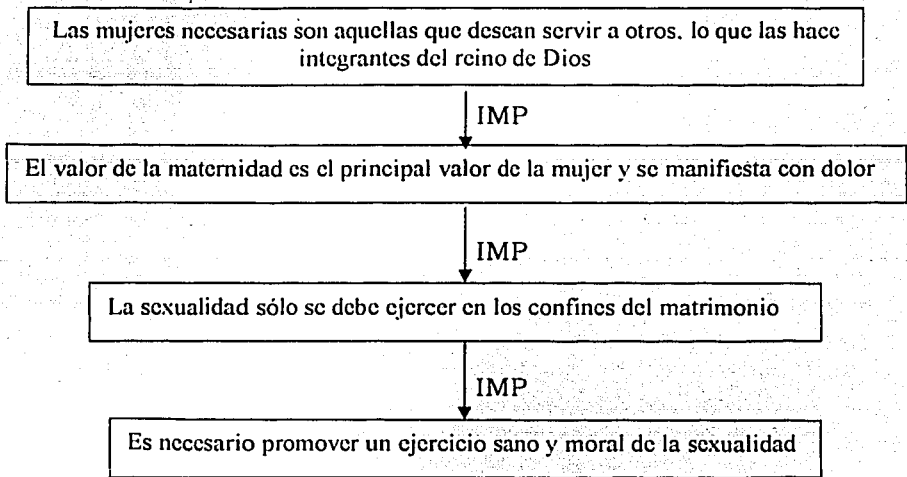 Las mujeres necesarias son aquellas que desean servir a otros, lo que las hace
integrantes del reino de Dios
IMP
El valor de la maternidad es el principal valor de la mujer y se manifiesta con dolor
IMP
La sexualidad sólo se debe ejercer en los confines del matrimonio
IMP
Es necesario promover un ejercicio sano y moral de la sexualidad